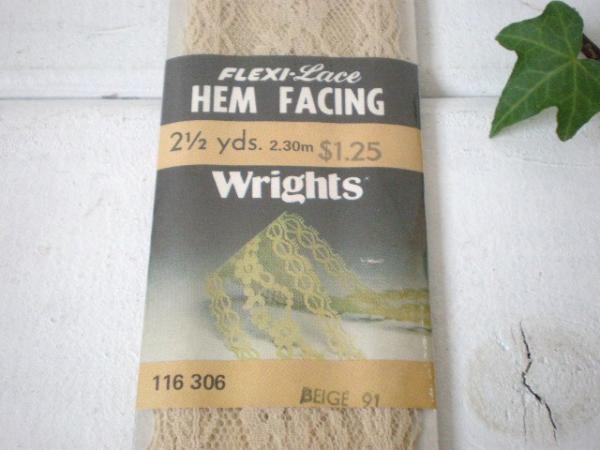 FLEXI-Lace
HEM FACING
2½ yds. 2.30m $1.25
Wrights
116 306
BEIGE 91